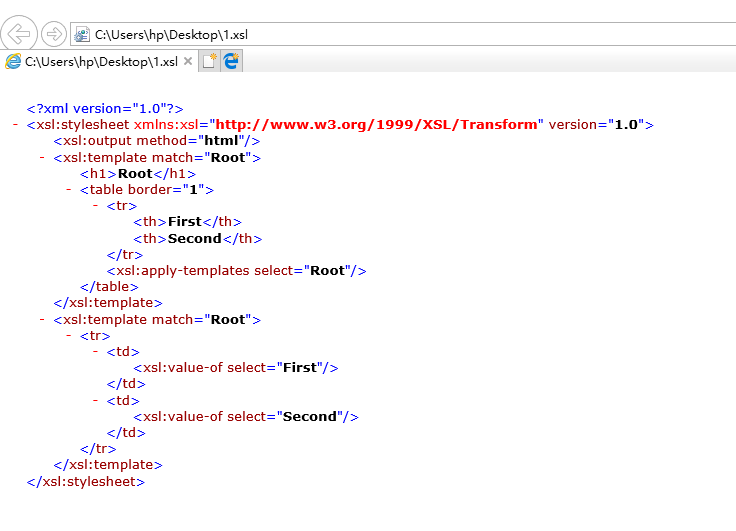 C:\Users\hp\Desktop\1.xsl
C:\Users\hp\Desktop\1.xsl
<?xml version="1.0"?>
- <xsl:stylesheet xmlns:xsl="http://www.w3.org/1999/XSL/Transform" version="1.0">
<xsl:output method="html"/>
- <xsl:template match="Root">
<h1>Root</h1>
- <table border="1">
- <tr>
<th>First</th>
<th>Second</th>
</tr>
<xsl:apply-templates select="Root"/>
</table>
</xsl:template>
- <xsl:template match="Root">
- <tr>
- <td>
<xsl:value-of select="First"/>
</td>
- <td>
<xsl:value-of select="Second"/>
</td>
</tr>
</xsl:template>
</xsl:stylesheet>